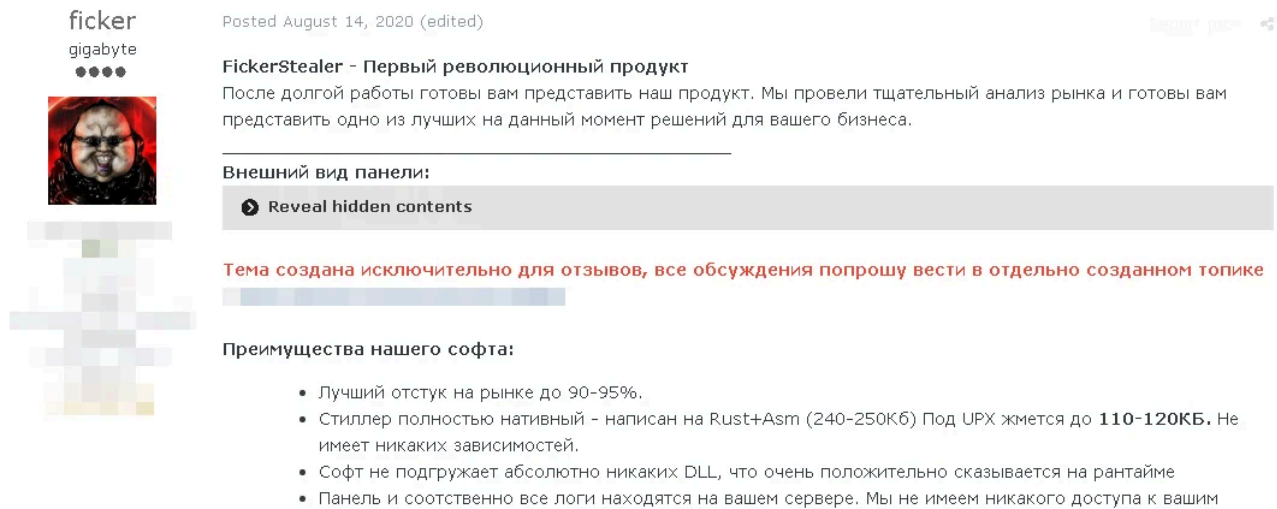 ficker
gigabyte
Posted August 14, 2020 (edited)
FickerStealer - Первый революционный продукт
После долгой работы готовы вам представить наш продукт. Мы провели тщательный анализ рынка и готовы вам
представить одно из лучших на данный момент решений для вашего бизнеса.
Внешний вид панели:
Reveal hidden contents
Тема создана исключительно для отзывов, все обсуждения попрошу вести в отдельно созданном топике
Преимущества нашего софта:
Лучший отстук на рынке до 90-95%.
Стиллер полностью нативный - написан на Rust+Asm (240-250Кб) Под UPX жмется до 110-120КБ. Не
имеет никаких зависимостей.
Софт не подгружает абсолютно никаких DLL, что очень положительно сказывается на рантайме
Панель и соотственно все логи находятся на вашем сервере. Мы не имеем никакого доступа к вашим